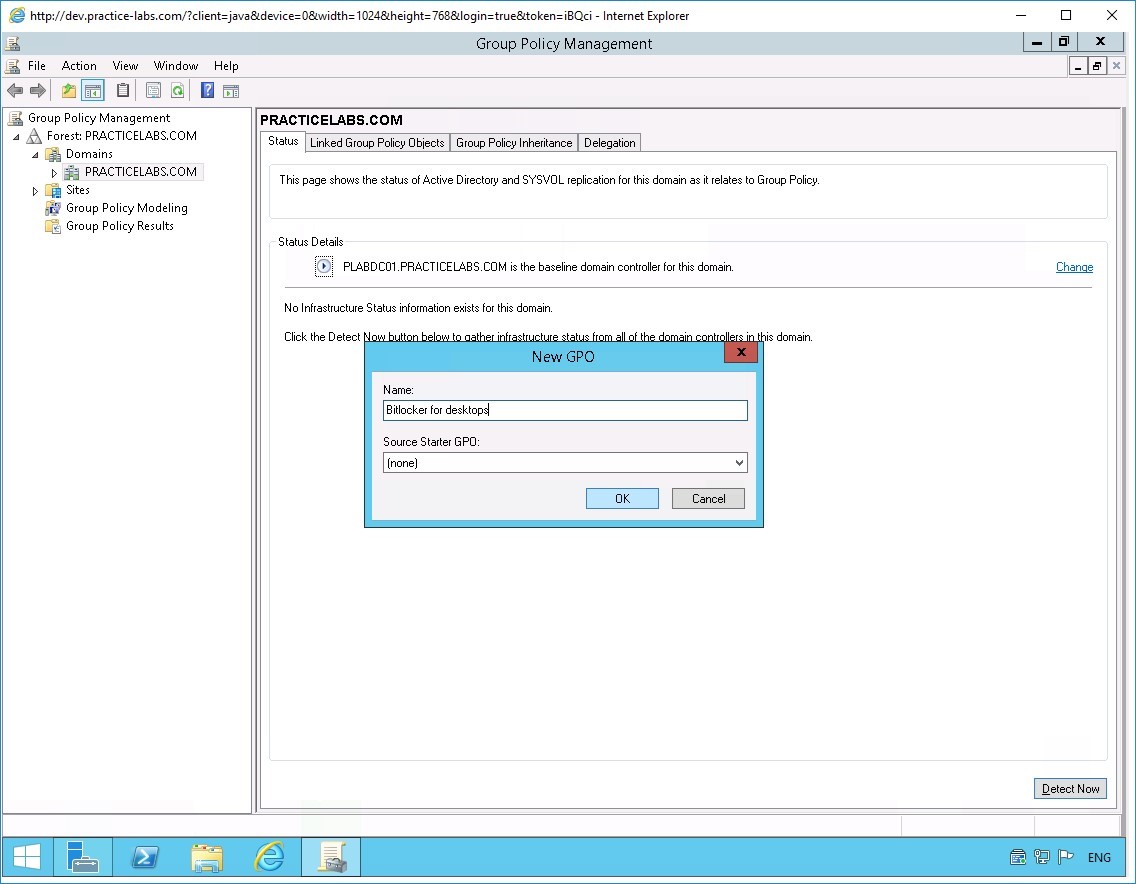 http://dev.practice-labs.com/?client=java&device=0&width=1024&height=768&login=true&token=iBQci - Internet Explorer
Group Policy Management
File Action View Window Help
Group Policy Management
Forest: PRACTICELABS.COM
Domains
PRACTICELABS.COM
Sites
Group Policy Modeling
Group Policy Results
PRACTICELABS.COM
Status Linked Group Policy Objects Group Policy Inheritance Delegation
This page shows the status of Active Directory and SYSVOL replication for this domain as it relates to Group Policy.
Status Details
PLABDC01.PRACTICELABS.COM is the baseline domain controller for this domain.
Change
No Infrastructure Status information exists for this domain.
Click the Detect Now button below to gather infrastructure status from all of the domain controllers in this domain.
New GPO
Name:
Bitlocker for desktops
Source Starter GPO:
(none)
OK Cancel
Detect Now
ENG